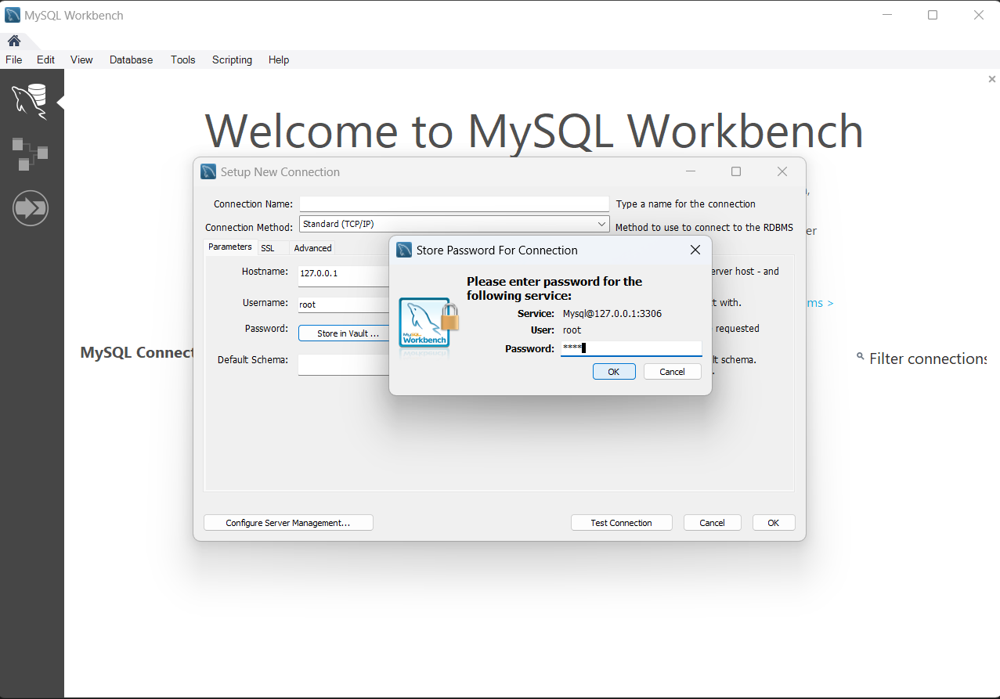 MySQL Workbench
File Edit View Database Tools Scripting Help
Welcome to MySQL Workbench
Setup New Connection
Connection Name: Type a name for the connection
Connection Method: Standard (TCP/IP) Method to use to connect to the RDBMS
er
Parameters SSL Advanced
Store Password For Connection
Hostname: 127.0.0.1
erver host - and
Please enter password for the
following service:
Username: root
t with.
ms >
Service: Mysql@127.0.0.1:3306
Password: Store in Vault ...
User: root
requested
Password: ****
MySQL Connect
Default Schema:
lt schema.
Filter connections
OK Cancel
MySQL
Workbench
Configure Server Management... Test Connection Cancel OK